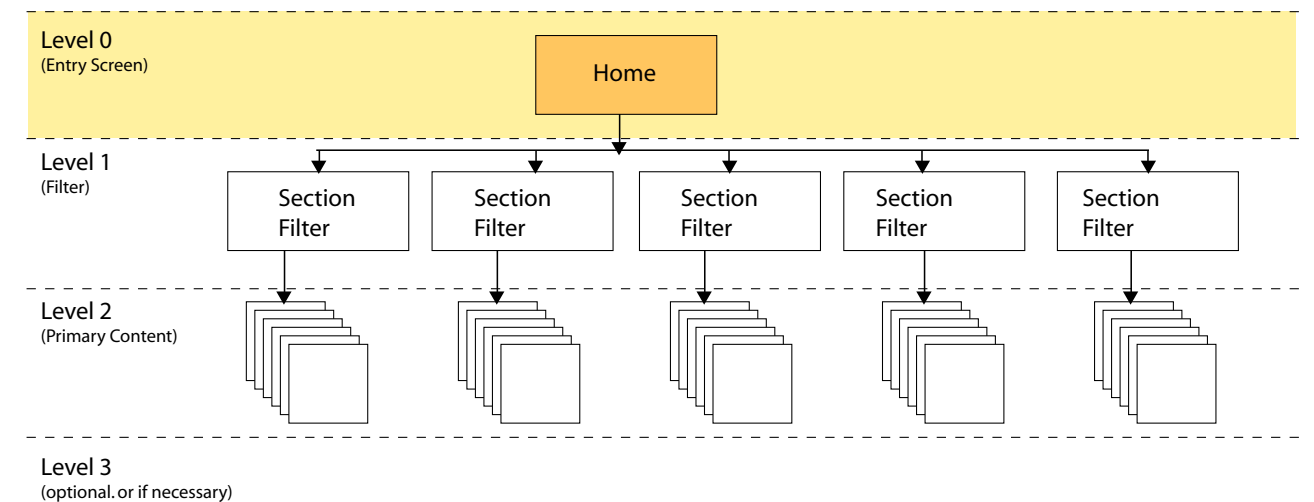 Level 0
(Entry Screen)
Home
Level 1
(Filter)
Section
Filter
Section
Filter
Section
Filter
Section
Filter
Section
Filter
Level 2
(Primary Content)
Level 3
(optional. or if necessary)